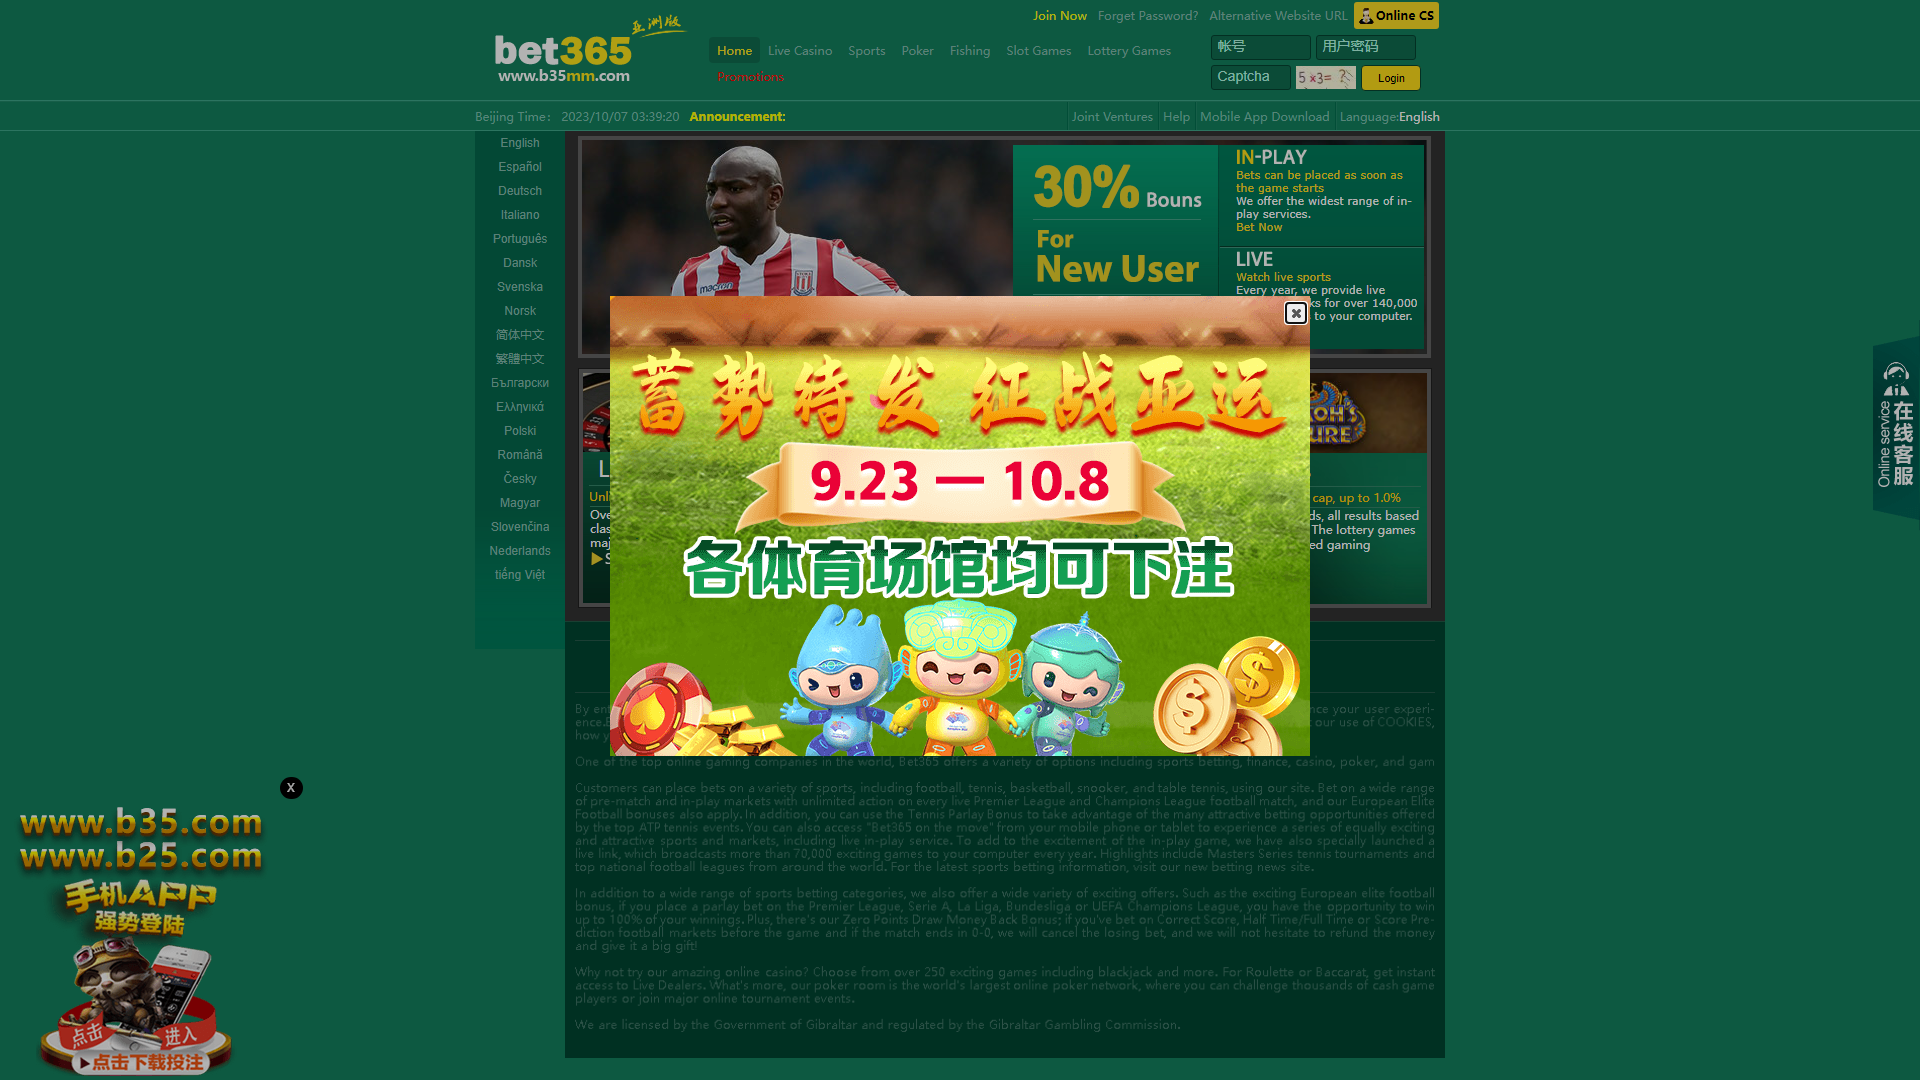 亚洲版
bet365
www.b35mm.com
Join Now
Forget Password?
Alternative Website URL
Online CS
Home
Live Casino
Sports
Poker
Fishing
Slot Games
Lottery Games
Promotions
帐号
用户密码
Captcha
5 x3= ?
Login
Beijing Time：
2023/10/07 03:39:20
Announcement:
Joint Ventures
Help
Mobile App Download
Language:English
English
Español
Deutsch
Italiano
Português
Dansk
Svenska
Norsk
简体中文
繁體中文
Български
Ελληνικά
Polski
Română
Česky
Magyar
Slovenčina
Nederlands
tiếng Việt
macron
30% Bouns
For
New User
IN-PLAY
Bets can be placed as soon as
the game starts
We offer the widest range of in-
play services.
Bet Now
LIVE
Watch live sports
Every year, we provide live
for over 140,000
to your computer.
蓄势待发 征战亚运
9.23 — 10.8
各体育场馆均可下注
cap, up to 1.0%
all results based
The lottery games
gaming
在线客服
Online service
your user experi-
our use of COOKIES,
One of the top online gaming companies in the world, Bet365 offers a variety of options including sports betting, finance, casino, poker, and gam
Customers can place bets on a variety of sports, including football, tennis, basketball, snooker, and table tennis, using our site. Bet on a wide range
of pre-match and in-play markets with unlimited action on every live Premier League and Champions League football match, and our European Elite
Football bonuses also apply. In addition, you can use the Tennis Parlay Bonus to take advantage of the many attractive betting opportunities offered
by the top ATP tennis events. You can also access "Bet365 on the move" from your mobile phone or tablet to experience a series of equally exciting
and attractive sports and markets, including live in-play service. To add to the excitement of the in-play game, we have also specially launched a
live link, which broadcasts more than 70,000 exciting games to your computer every year. Highlights include Masters Series tennis tournaments and
top national football leagues from around the world. For the latest sports betting information, visit our new betting news site.
In addition to a wide range of sports betting categories, we also offer a wide variety of exciting offers. Such as the exciting European elite football
bonus, if you place a parlay bet on the Premier League, Serie A, La Liga, Bundesliga or UEFA Champions League, you have the opportunity to win
up to 100% of your winnings. Plus, there's our Zero Points Draw Money Back Bonus; if you've bet on Correct Score, Half Time/Full Time or Score Pre-
diction football markets before the game and if the match ends in 0-0, we will cancel the losing bet, and we will not hesitate to refund the money
and give it a big gift!
Why not try our amazing online casino? Choose from over 250 exciting games including blackjack and more. For Roulette or Baccarat, get instant
access to Live Dealers. What's more, our poker room is the world's largest online poker network, where you can challenge thousands of cash game
players or join major online tournament events.
We are licensed by the Government of Gibraltar and regulated by the Gibraltar Gambling Commission.
X
www.b35.com
www.b25.com
手机APP
强势登陆
点击 进入
▶点击下载投注